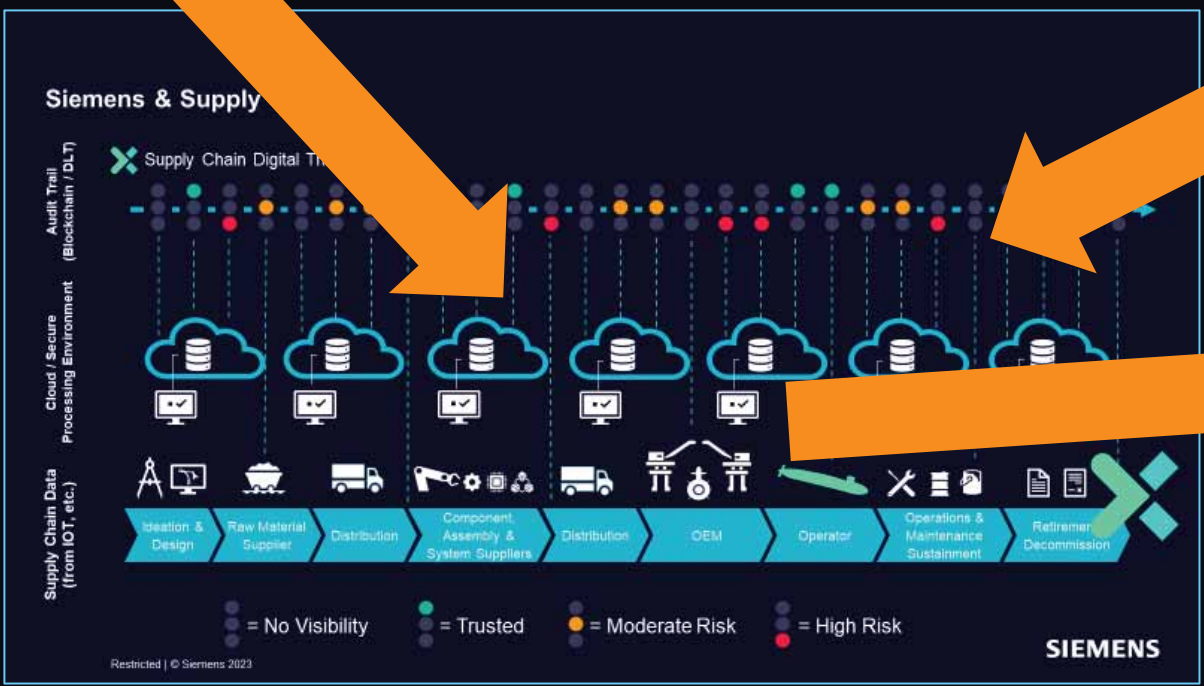 Siemens & Supply
Supply Chain Digital
Audit Trail
(Blockchain / DLT)
Cloud / Secure
Processing Environment
Supply Chain Data
(from IOT, etc.)
Ideation &
Design
Raw Material
Supplier
Distribution
Component,
Assembly &
System Suppliers
Distribution
OEM
Operator
Operations &
Maintenance
Sustainment
Retirement
Decommission
= No Visibility
= Trusted
= Moderate Risk
= High Risk
Restricted | © Siemens 2023
SIEMENS